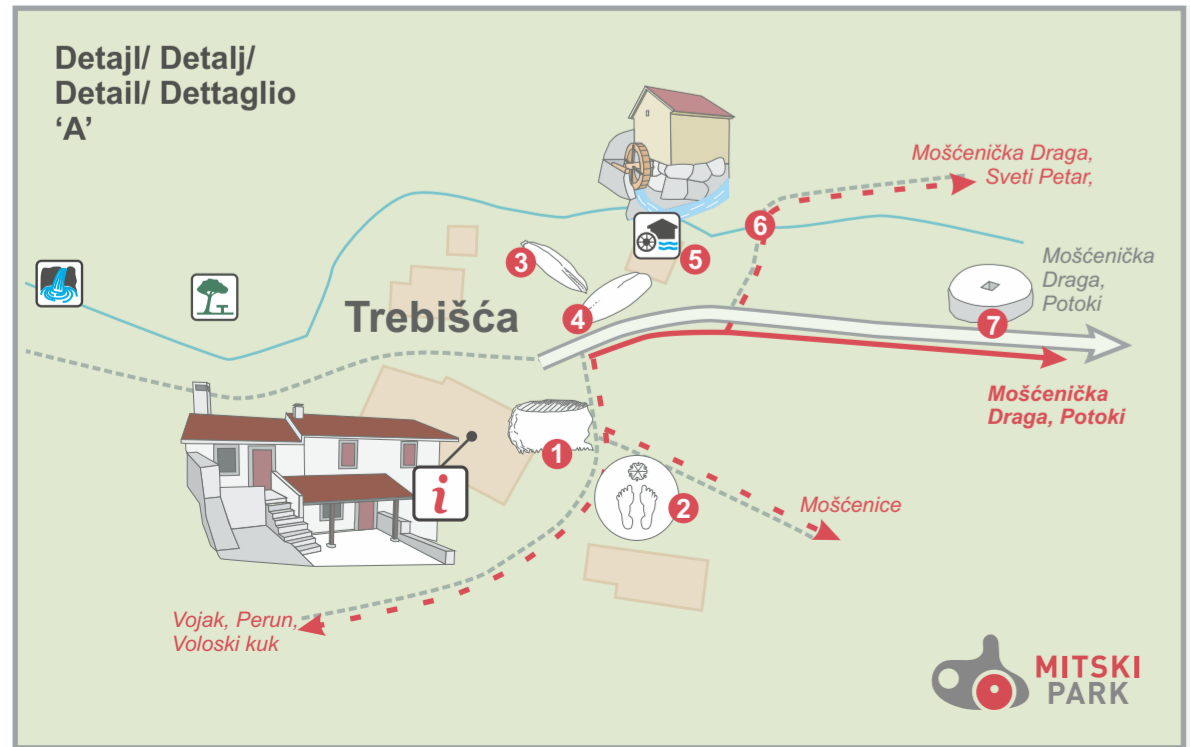 Detajl/ Detalj/
Detail/ Dettaglio
‘A’
Mošćenička Draga,
Sveti Petar,
6
3
5
Mošćenička
Draga,
Potoki
4
Trebišća
7
Mošćenička
Draga, Potoki
1
i
2
Mošćenice
Vojak, Perun,
Voloski kuk
MITSKI
PARK